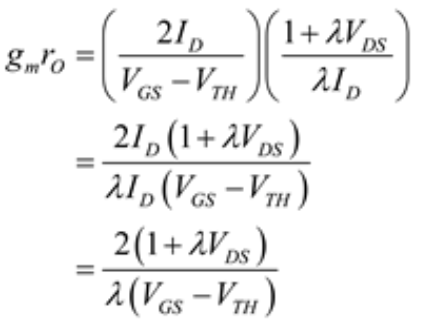 g_m r_O = (2I_D / (V_GS − V_TH)) ((1 + λV_DS) / (λI_D))
= 2I_D (1 + λV_DS) / (λI_D (V_GS − V_TH))
= 2(1 + λV_DS) / (λ(V_GS − V_TH))